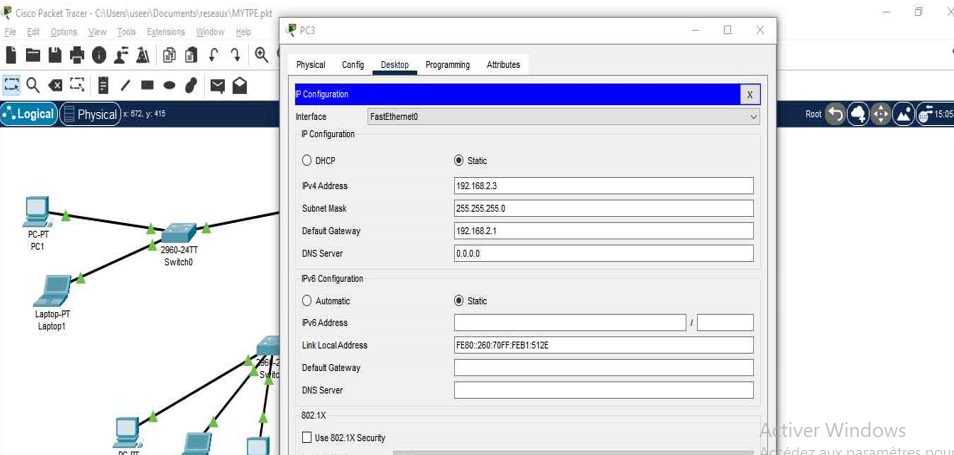 Cisco Packet Tracer - C:\Users\useer\Documents\reseaux\MYTPE.pkt
File Edit Options View Tools Extensions Window Help
Logical Physical x: 672, y: 415
Root 15:05
PC-PT
PC1
2960-24TT
Switch0
Laptop-PT
Laptop1
PC3
Physical Config Desktop Programming Attributes
IP Configuration X
Interface FastEthernet0
IP Configuration
DHCP Static
IPv4 Address 192.168.2.3
Subnet Mask 255.255.255.0
Default Gateway 192.168.2.1
DNS Server 0.0.0.0
IPv6 Configuration
Automatic Static
IPv6 Address /
Link Local Address FE80::260:70FF:FEB1:512E
Default Gateway
DNS Server
802.1X
Use 802.1X Security
Activer Windows
Accédez aux paramètres pour